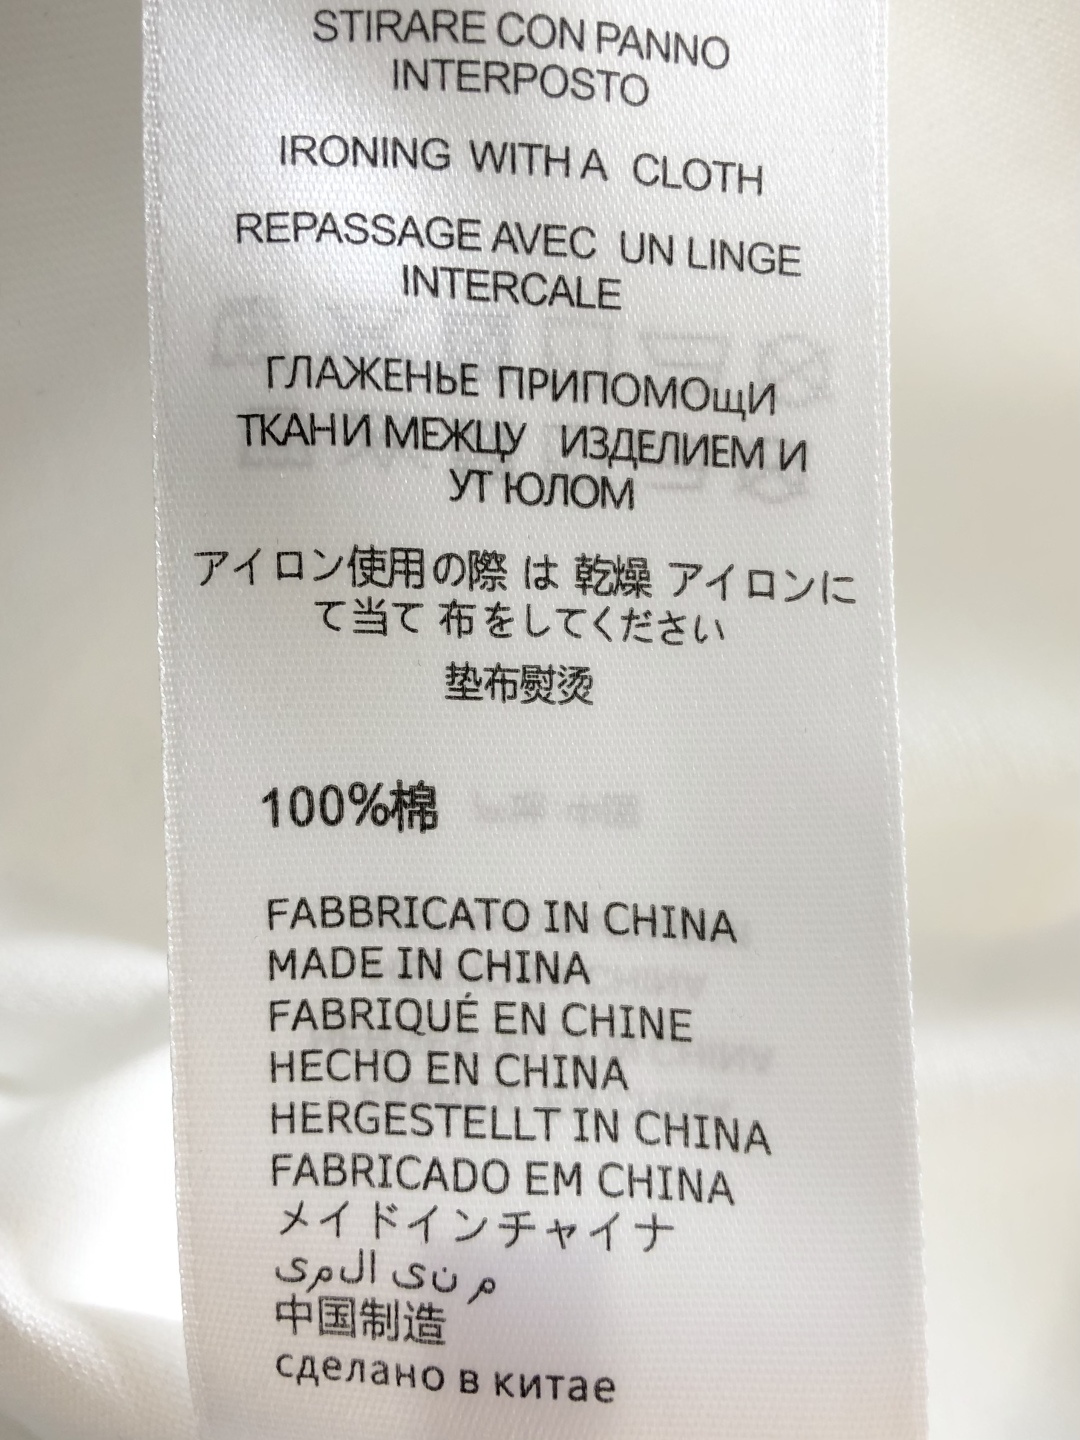 STIRARE CON PANNO
INTERPOSTO
IRONING WITH A CLOTH
REPASSAGE AVEC UN LINGE
INTERCALE
ГЛАЖЕНЬЕ ПРИПОМОщИ
ТКАНИ МЕЖЦУ ИЗДЕЛИЕМ И
УТ ЮЛОМ
アイロン使用の際 は 乾燥 アイロンに
て当て 布をしてください
垫布熨烫
100%棉
FABBRICATO IN CHINA
MADE IN CHINA
FABRIQUÉ EN CHINE
HECHO EN CHINA
HERGESTELLT IN CHINA
FABRICADO EM CHINA
メイドインチャイナ
م نى المى
中国制造
сделано в китае